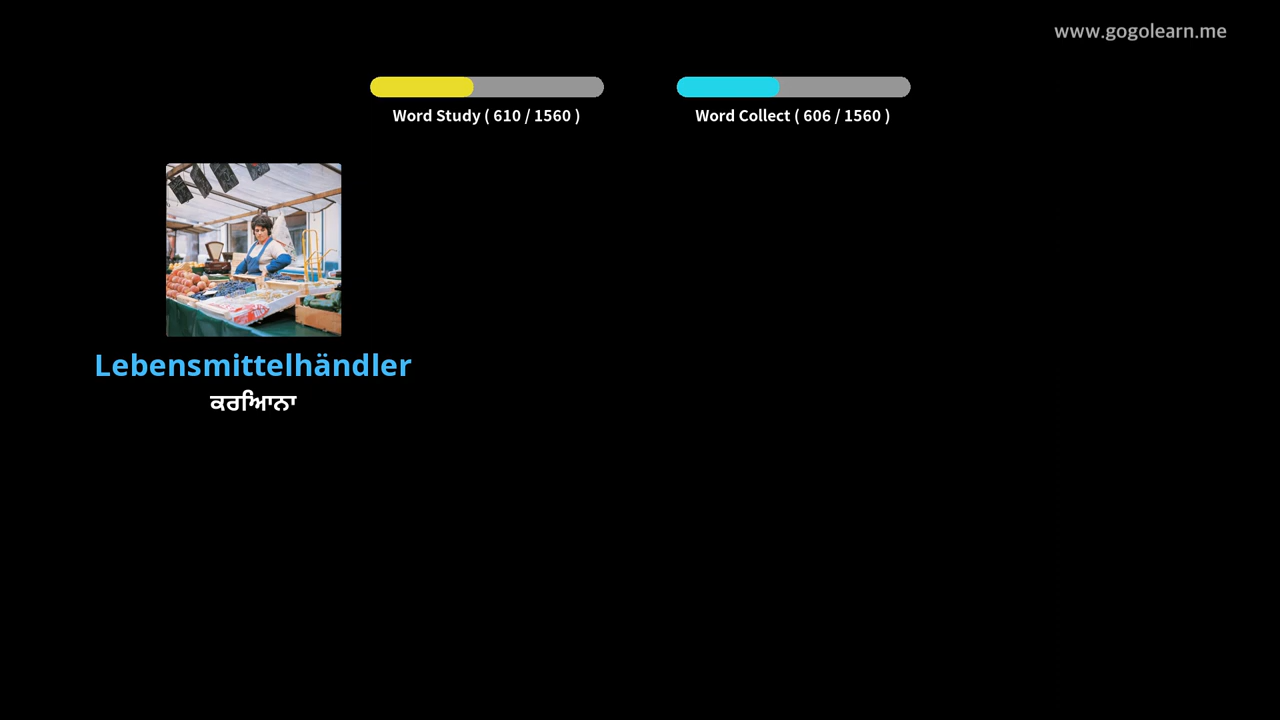 www.gogolearn.me
Word Study ( 610 / 1560 )
Word Collect ( 606 / 1560 )
Lebensmittelhändler
ਕਰਿਆਨਾ